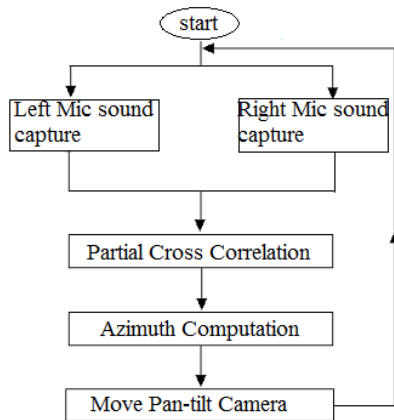 start
Left Mic sound
capture
Right Mic sound
capture
Partial Cross Correlation
Azimuth Computation
Move Pan-tilt Camera